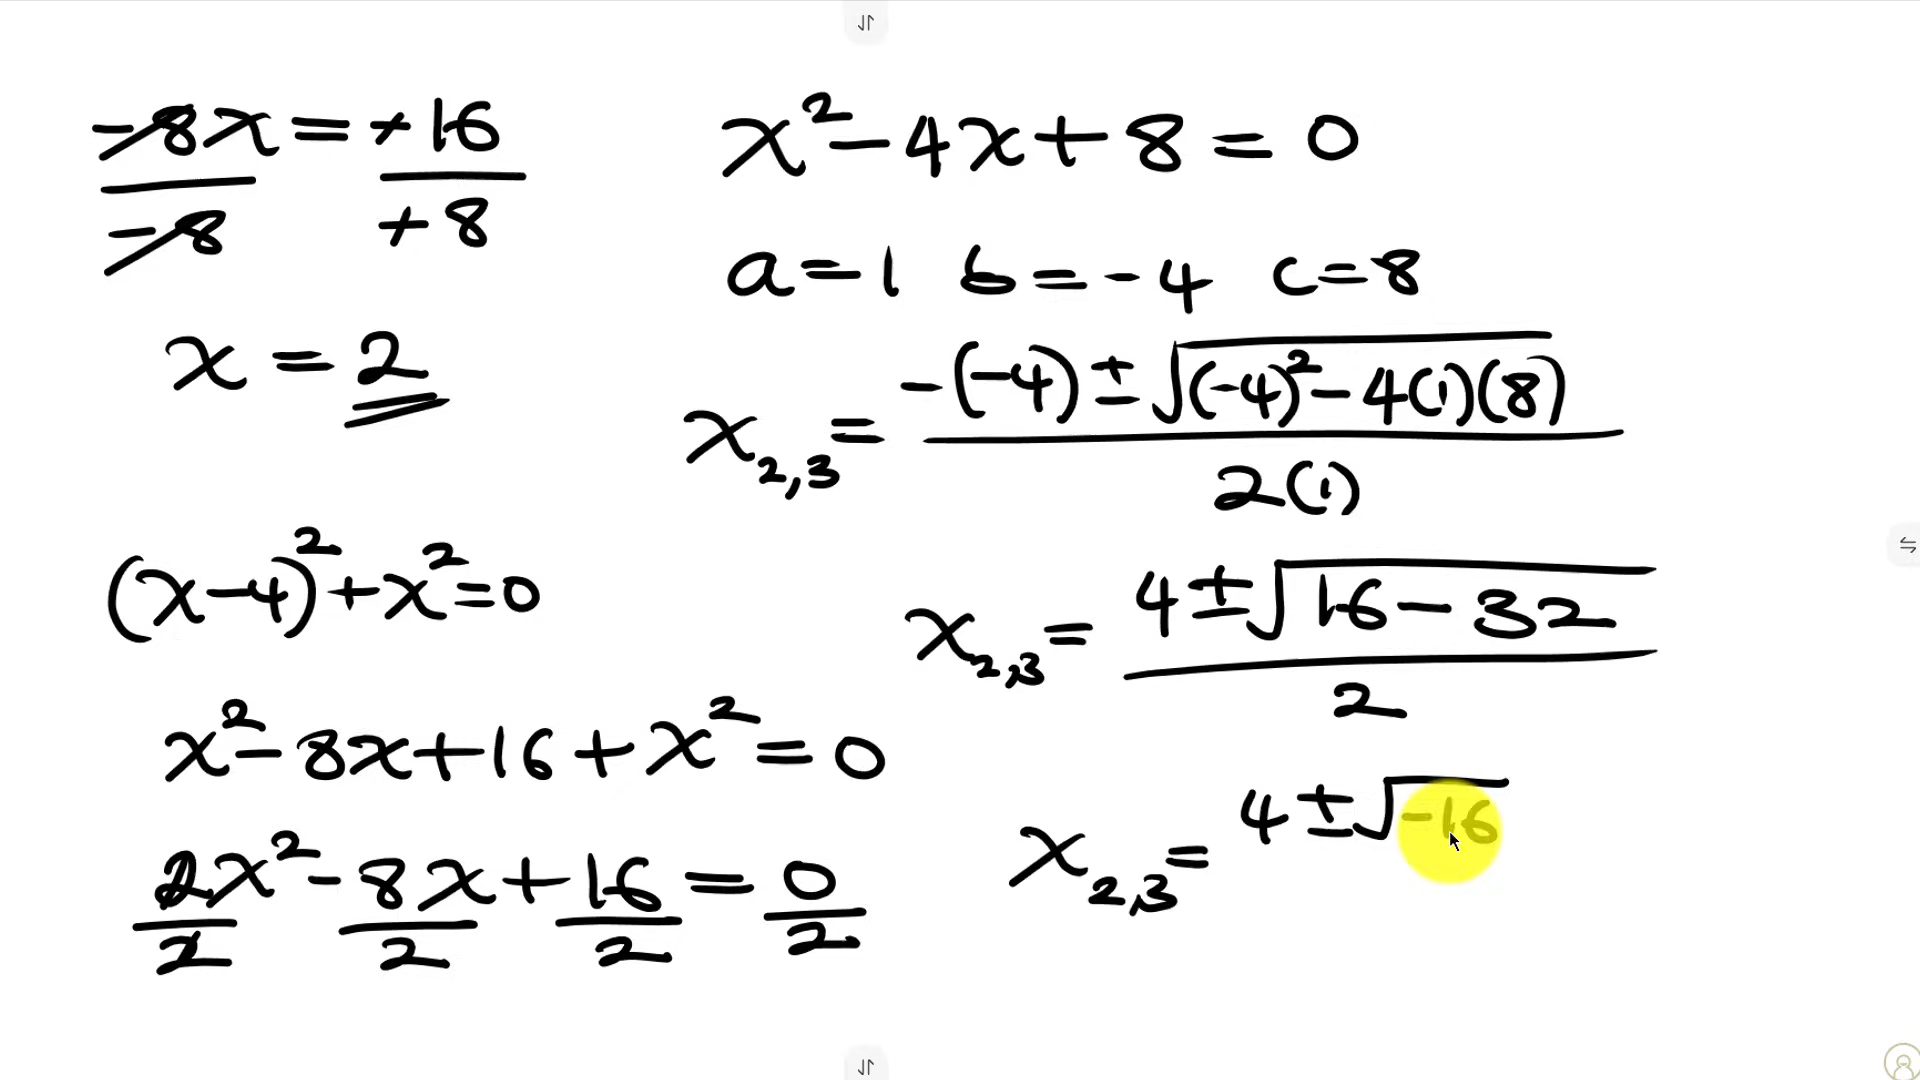 -8x = +16
-8 +8
x = 2
(x-4)²+x²=0
x²-8x+16+x²=0
2x²-8x+16=0
2 2 2 2
x²-4x+8=0
a=1 b=-4 c=8
x₂,₃ = -(-4)±√(-4)²-4(1)(8)
2(1)
x₂,₃ = 4±√16-32
2
x₂,₃ = 4±√-16